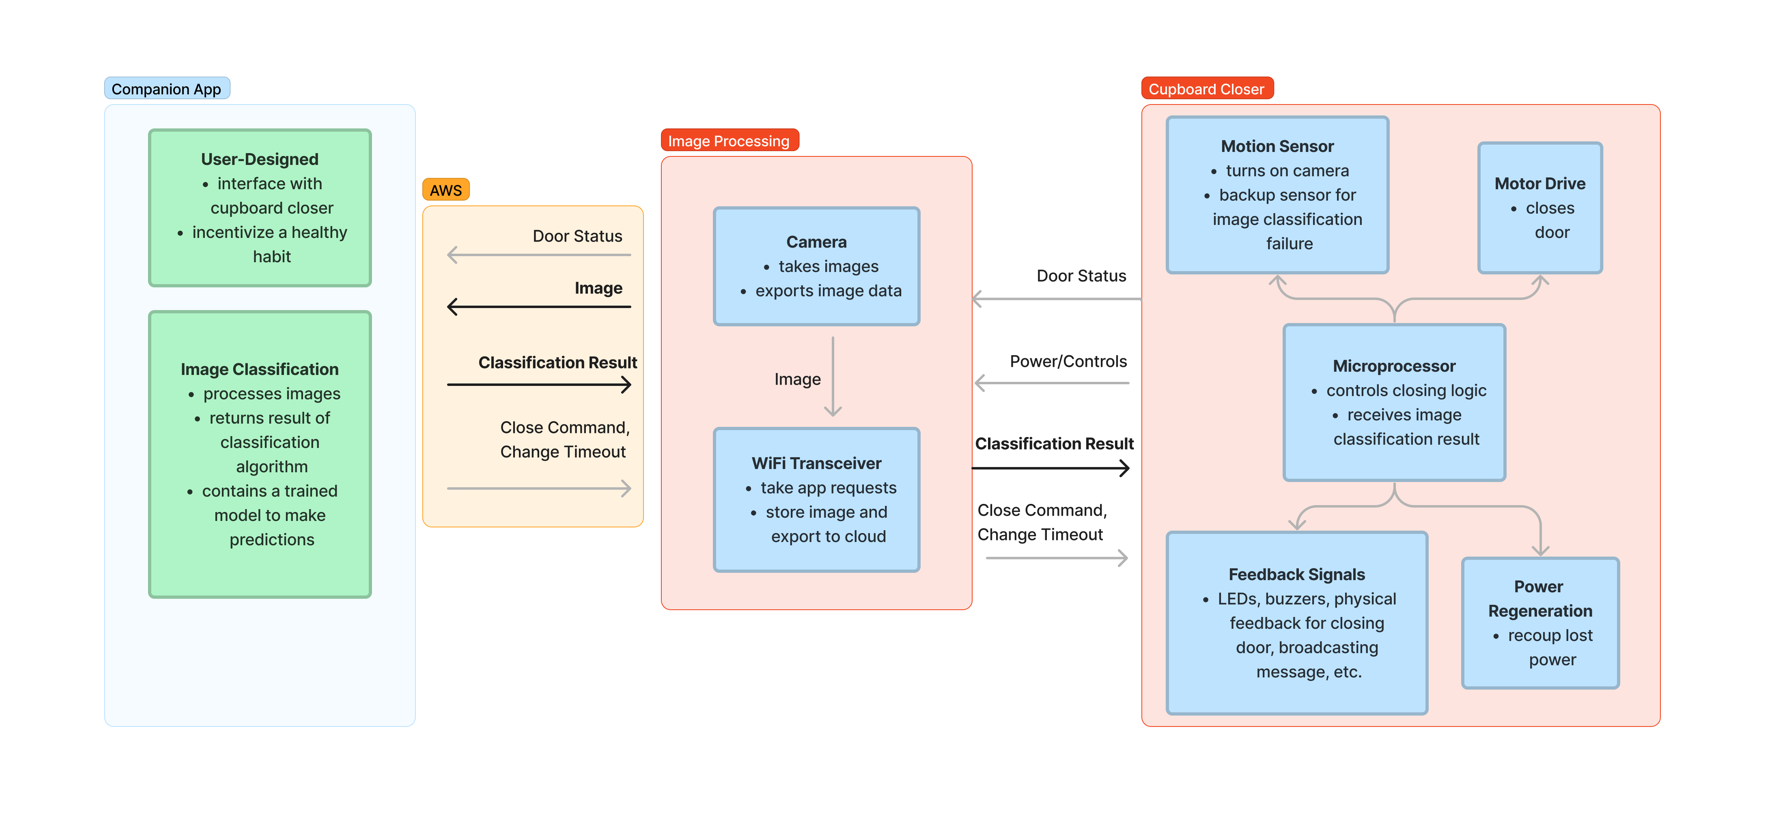 Companion App
User-Designed
• interface with
cupboard closer
• incentivize a healthy
habit
Image Classification
• processes images
• returns result of
classification
algorithm
• contains a trained
model to make
predictions
AWS
Door Status
Image
Classification Result
Close Command,
Change Timeout
Image Processing
Camera
• takes images
• exports image data
Image
WiFi Transceiver
• take app requests
• store image and
export to cloud
Door Status
Power/Controls
Classification Result
Close Command,
Change Timeout
Cupboard Closer
Motion Sensor
• turns on camera
• backup sensor for
image classification
failure
Motor Drive
• closes
door
Microprocessor
• controls closing logic
• receives image
classification result
Feedback Signals
• LEDs, buzzers, physical
feedback for closing
door, broadcasting
message, etc.
Power
Regeneration
• recoup lost
power